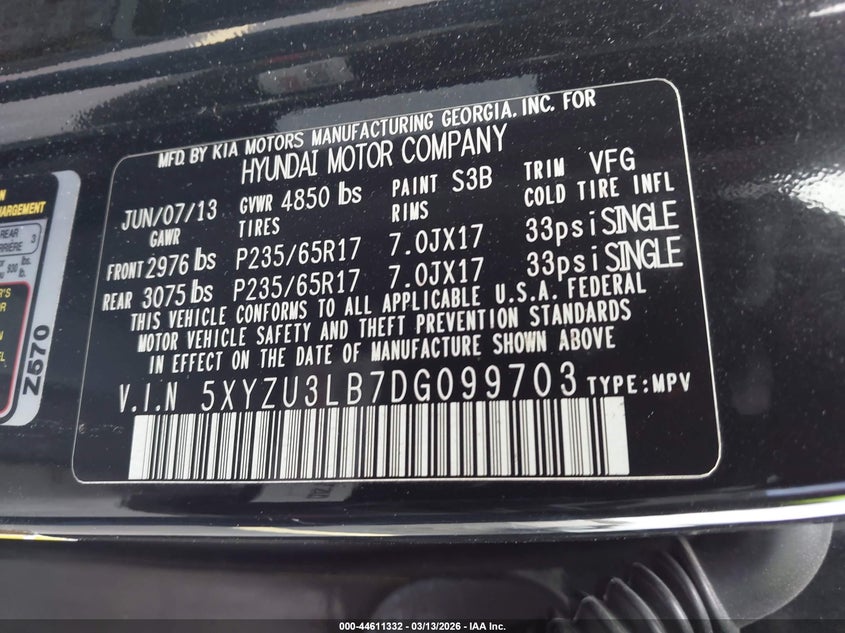 MFD. BY KIA MOTORS MANUFACTURING GEORGIA. INC. FOR
HYUNDAI MOTOR COMPANY
JUN/07/13 GVWR 4850 lbs PAINT S3B TRIM VFG
GAWR TIRES RIMS COLD TIRE INFL
FRONT 2976 lbs P235/65R17 7.0JX17 33psi SINGLE
REAR 3075 lbs P235/65R17 7.0JX17 33psi SINGLE
THIS VEHICLE CONFORMS TO ALL APPLICABLE U.S.A. FEDERAL
MOTOR VEHICLE SAFETY AND THEFT PREVENTION STANDARDS
IN EFFECT ON THE DATE OF MANUFACTURE SHOWN ABOVE
V.I.N 5XYZU3LB7DG099703 TYPE:MPV
REAR 3
Z570
000-44611332 - 03/13/2026 - IAA Inc.